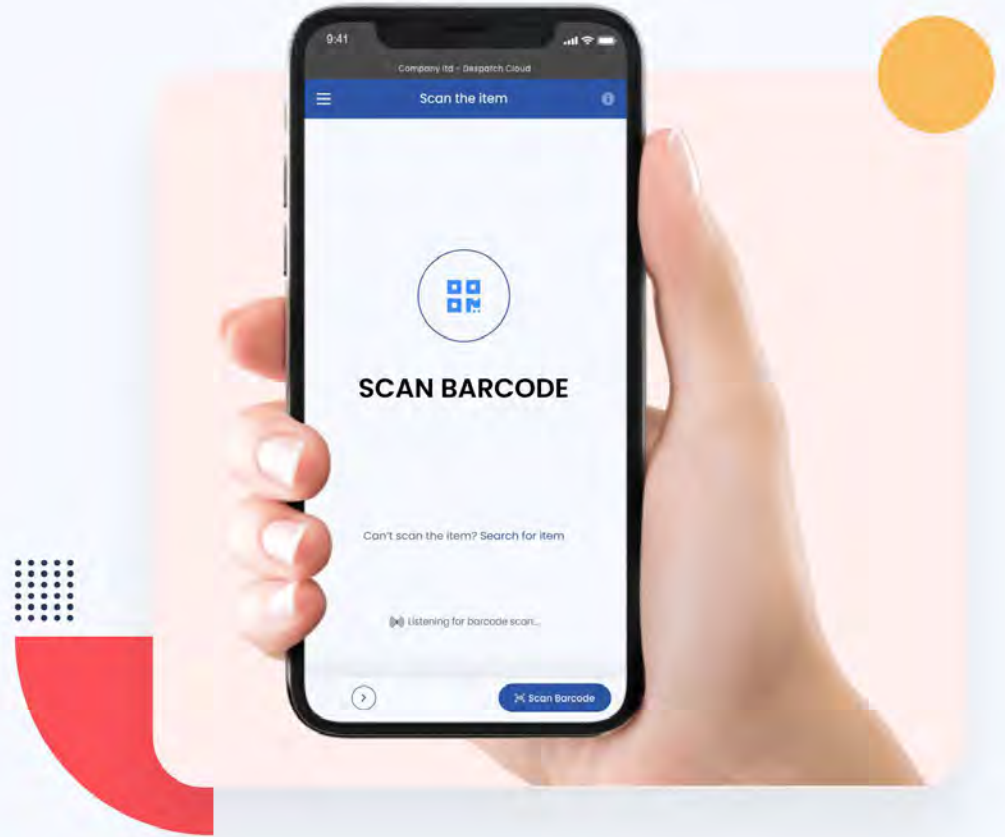 9:41
Company ltd - Despatch Cloud
Scan the item
SCAN BARCODE
Can't scan the item? Search for item
Listening for barcode scan...
Scan Barcode